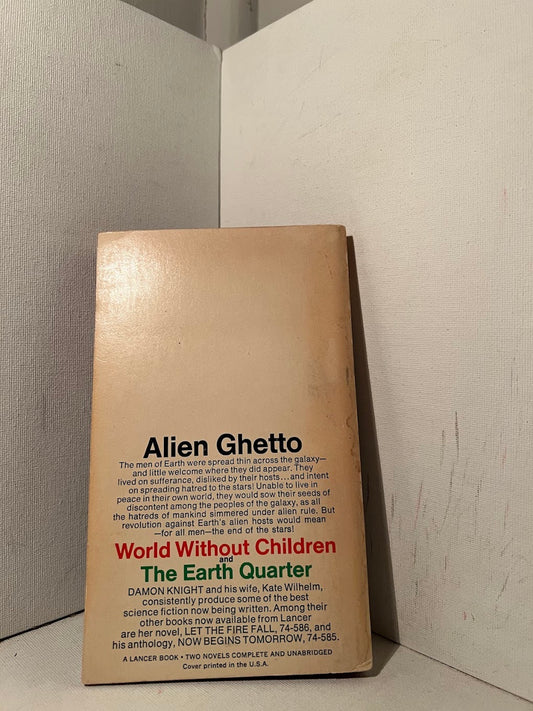 Alien Ghetto
The men of Earth were spread thin across the galaxy—
and little welcome where they did appear. They
lived on sufferance, disliked by their hosts...and intent
on spreading hatred to the stars! Unable to live in
peace in their own world, they would sow their seeds of
discontent among the peoples of the galaxy, as all
the hatreds of mankind simmered under alien rule. But
revolution against Earth's alien hosts would mean
—for all men—the end of the stars!
World Without Children
and
The Earth Quarter
DAMON KNIGHT and his wife, Kate Wilhelm,
consistently produce some of the best
science fiction now being written. Among their
other books now available from Lancer
are her novel, LET THE FIRE FALL, 74-586, and
his anthology, NOW BEGINS TOMORROW, 74-585.
A LANCER BOOK • TWO NOVELS COMPLETE AND UNABRIDGED
Cover printed in the U.S.A.